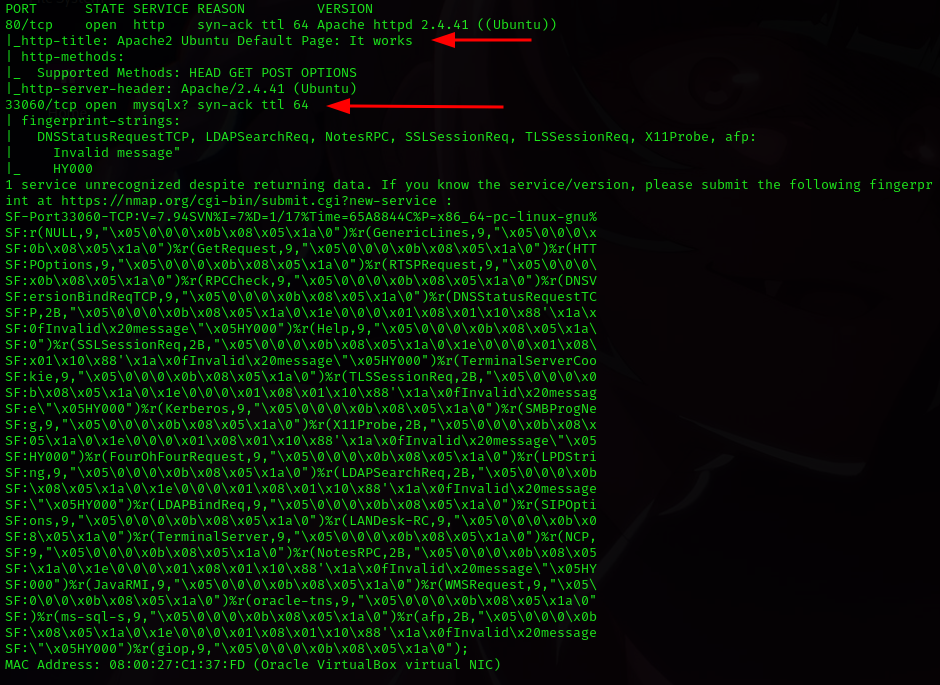 PORT      STATE SERVICE REASON         VERSION
80/tcp    open  http    syn-ack ttl 64 Apache httpd 2.4.41 ((Ubuntu))
|_http-title: Apache2 Ubuntu Default Page: It works
| http-methods:
|_  Supported Methods: HEAD GET POST OPTIONS
|_http-server-header: Apache/2.4.41 (Ubuntu)
33060/tcp open  mysqlx? syn-ack ttl 64
| fingerprint-strings:
|   DNSStatusRequestTCP, LDAPSearchReq, NotesRPC, SSLSessionReq, TLSSessionReq, X11Probe, afp:
|     Invalid message"
|_    HY000
1 service unrecognized despite returning data. If you know the service/version, please submit the following fingerpr
int at https://nmap.org/cgi-bin/submit.cgi?new-service :
SF-Port33060-TCP:V=7.94SVN%I=7%D=1/17%Time=65A8844C%P=x86_64-pc-linux-gnu%
SF:r(NULL,9,"\x05\0\0\0\x0b\x08\x05\x1a\0")%r(GenericLines,9,"\x05\0\0\0\x
SF:0b\x08\x05\x1a\0")%r(GetRequest,9,"\x05\0\0\0\x0b\x08\x05\x1a\0")%r(HTT
SF:POptions,9,"\x05\0\0\0\x0b\x08\x05\x1a\0")%r(RTSPRequest,9,"\x05\0\0\0\
SF:x0b\x08\x05\x1a\0")%r(RPCCheck,9,"\x05\0\0\0\x0b\x08\x05\x1a\0")%r(DNSV
SF:ersionBindReqTCP,9,"\x05\0\0\0\x0b\x08\x05\x1a\0")%r(DNSStatusRequestTC
SF:P,2B,"\x05\0\0\0\x0b\x08\x05\x1a\0\x1e\0\0\0\x01\x08\x01\x10\x88'\x1a\x
SF:0fInvalid\x20message\"\x05HY000")%r(Help,9,"\x05\0\0\0\x0b\x08\x05\x1a\
SF:0")%r(SSLSessionReq,2B,"\x05\0\0\0\x0b\x08\x05\x1a\0\x1e\0\0\0\x01\x08\
SF:x01\x10\x88'\x1a\x0fInvalid\x20message\"\x05HY000")%r(TerminalServerCoo
SF:kie,9,"\x05\0\0\0\x0b\x08\x05\x1a\0")%r(TLSSessionReq,2B,"\x05\0\0\0\x0
SF:b\x08\x05\x1a\0\x1e\0\0\0\x01\x08\x01\x10\x88'\x1a\x0fInvalid\x20messag
SF:e\"\x05HY000")%r(Kerberos,9,"\x05\0\0\0\x0b\x08\x05\x1a\0")%r(SMBProgNe
SF:g,9,"\x05\0\0\0\x0b\x08\x05\x1a\0")%r(X11Probe,2B,"\x05\0\0\0\x0b\x08\x
SF:05\x1a\0\x1e\0\0\0\x01\x08\x01\x10\x88'\x1a\x0fInvalid\x20message\"\x05
SF:HY000")%r(FourOhFourRequest,9,"\x05\0\0\0\x0b\x08\x05\x1a\0")%r(LPDStri
SF:ng,9,"\x05\0\0\0\x0b\x08\x05\x1a\0")%r(LDAPSearchReq,2B,"\x05\0\0\0\x0b
SF:\x08\x05\x1a\0\x1e\0\0\0\x01\x08\x01\x10\x88'\x1a\x0fInvalid\x20message
SF:\"\x05HY000")%r(LDAPBindReq,9,"\x05\0\0\0\x0b\x08\x05\x1a\0")%r(SIPOpti
SF:ons,9,"\x05\0\0\0\x0b\x08\x05\x1a\0")%r(LANDesk-RC,9,"\x05\0\0\0\x0b\x0
SF:8\x05\x1a\0")%r(TerminalServer,9,"\x05\0\0\0\x0b\x08\x05\x1a\0")%r(NCP,
SF:9,"\x05\0\0\0\x0b\x08\x05\x1a\0")%r(NotesRPC,2B,"\x05\0\0\0\x0b\x08\x05
SF:\x1a\0\x1e\0\0\0\x01\x08\x01\x10\x88'\x1a\x0fInvalid\x20message\"\x05HY
SF:000")%r(JavaRMI,9,"\x05\0\0\0\x0b\x08\x05\x1a\0")%r(WMSRequest,9,"\x05\
SF:0\0\0\x0b\x08\x05\x1a\0")%r(oracle-tns,9,"\x05\0\0\0\x0b\x08\x05\x1a\0"
SF:)%r(ms-sql-s,9,"\x05\0\0\0\x0b\x08\x05\x1a\0")%r(afp,2B,"\x05\0\0\0\x0b
SF:\x08\x05\x1a\0\x1e\0\0\0\x01\x08\x01\x10\x88'\x1a\x0fInvalid\x20message
SF:\"\x05HY000")%r(giop,9,"\x05\0\0\0\x0b\x08\x05\x1a\0");
MAC Address: 08:00:27:C1:37:FD (Oracle VirtualBox virtual NIC)